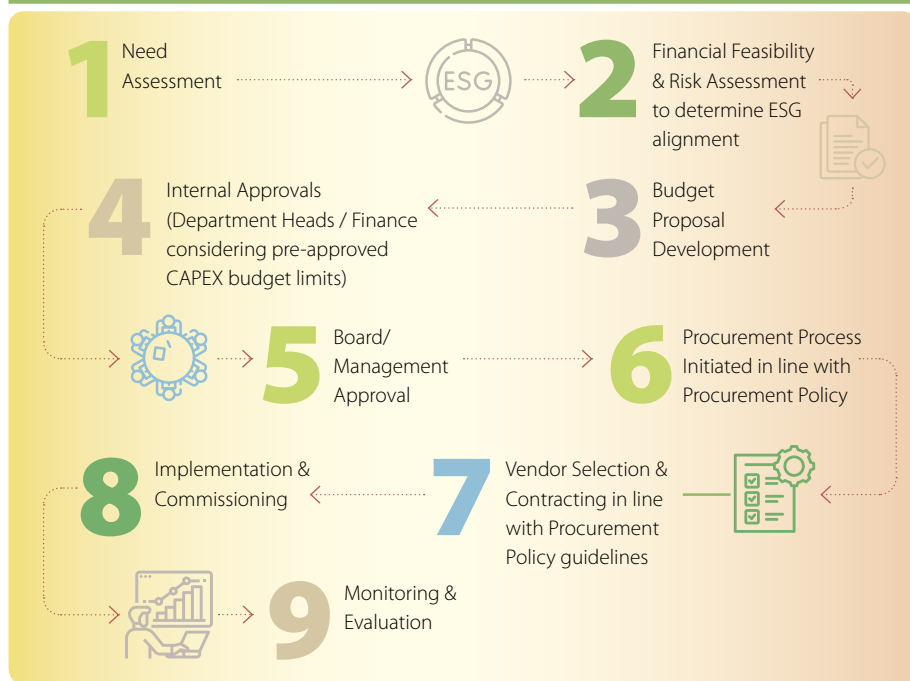 1
Need
Assessment
ESG
2
Financial Feasibility
& Risk Assessment
to determine ESG
alignment
3
Budget
Proposal
Development
4
Internal Approvals
(Department Heads / Finance
considering pre-approved
CAPEX budget limits)
5
Board/
Management
Approval
6
Procurement Process
Initiated in line with
Procurement Policy
7
Vendor Selection &
Contracting in line
with Procurement
Policy guidelines
8
Implementation &
Commissioning
9
Monitoring &
Evaluation